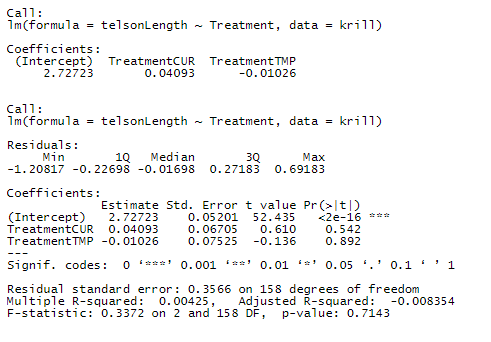 Call:
lm(formula = telsonLength ~ Treatment, data = krill)
Coefficients:
(Intercept) TreatmentCUR TreatmentTMP
2.72723 0.04093 -0.01026
Call:
lm(formula = telsonLength ~ Treatment, data = krill)
Residuals:
Min 1Q Median 3Q Max
-1.20817 -0.22698 -0.01698 0.27183 0.69183
Coefficients:
Estimate Std. Error t value Pr(>|t|)
(Intercept) 2.72723 0.05201 52.435 <2e-16 ***
TreatmentCUR 0.04093 0.06705 0.610 0.542
TreatmentTMP -0.01026 0.07525 -0.136 0.892
---
Signif. codes: 0 ‘***’ 0.001 ‘**’ 0.01 ‘*’ 0.05 ‘.’ 0.1 ‘ ’ 1
Residual standard error: 0.3566 on 158 degrees of freedom
Multiple R-squared: 0.00425, Adjusted R-squared: -0.008354
F-statistic: 0.3372 on 2 and 158 DF, p-value: 0.7143